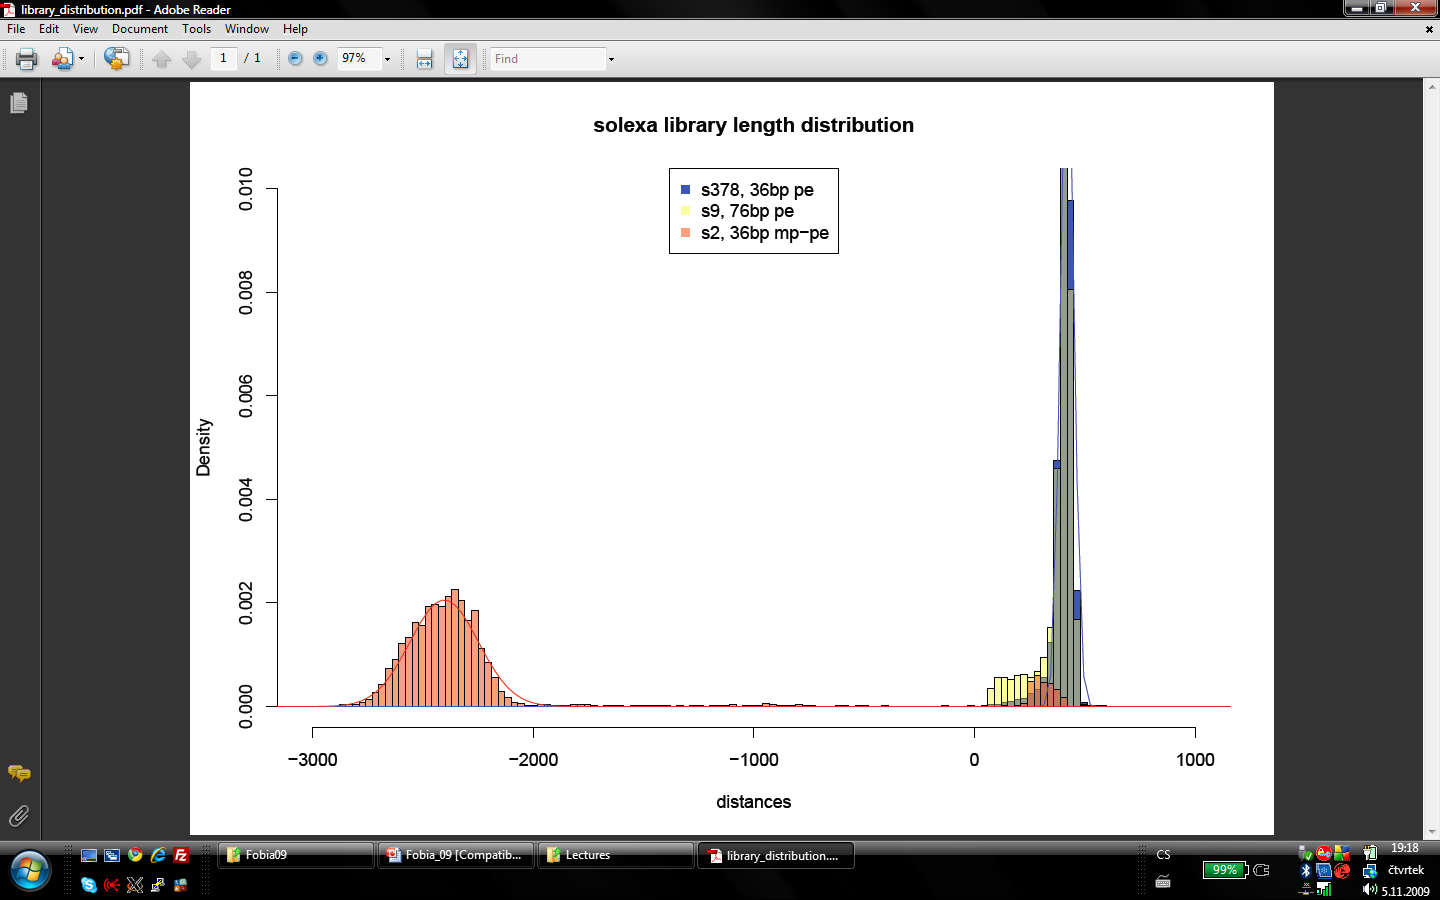 library_distribution.pdf - Adobe Reader
File Edit View Document Tools Window Help
1 / 1 97% Find
solexa library length distribution
s378, 36bp pe
s9, 76bp pe
s2, 36bp mp−pe
0.010
0.008
0.006
0.004
0.002
0.000
Density
−3000 −2000 −1000 0 1000
distances
Fobia09 Fobia_09 [Compatib... Lectures library_distribution....
CS
99%
19:18
čtvrtek
5.11.2009